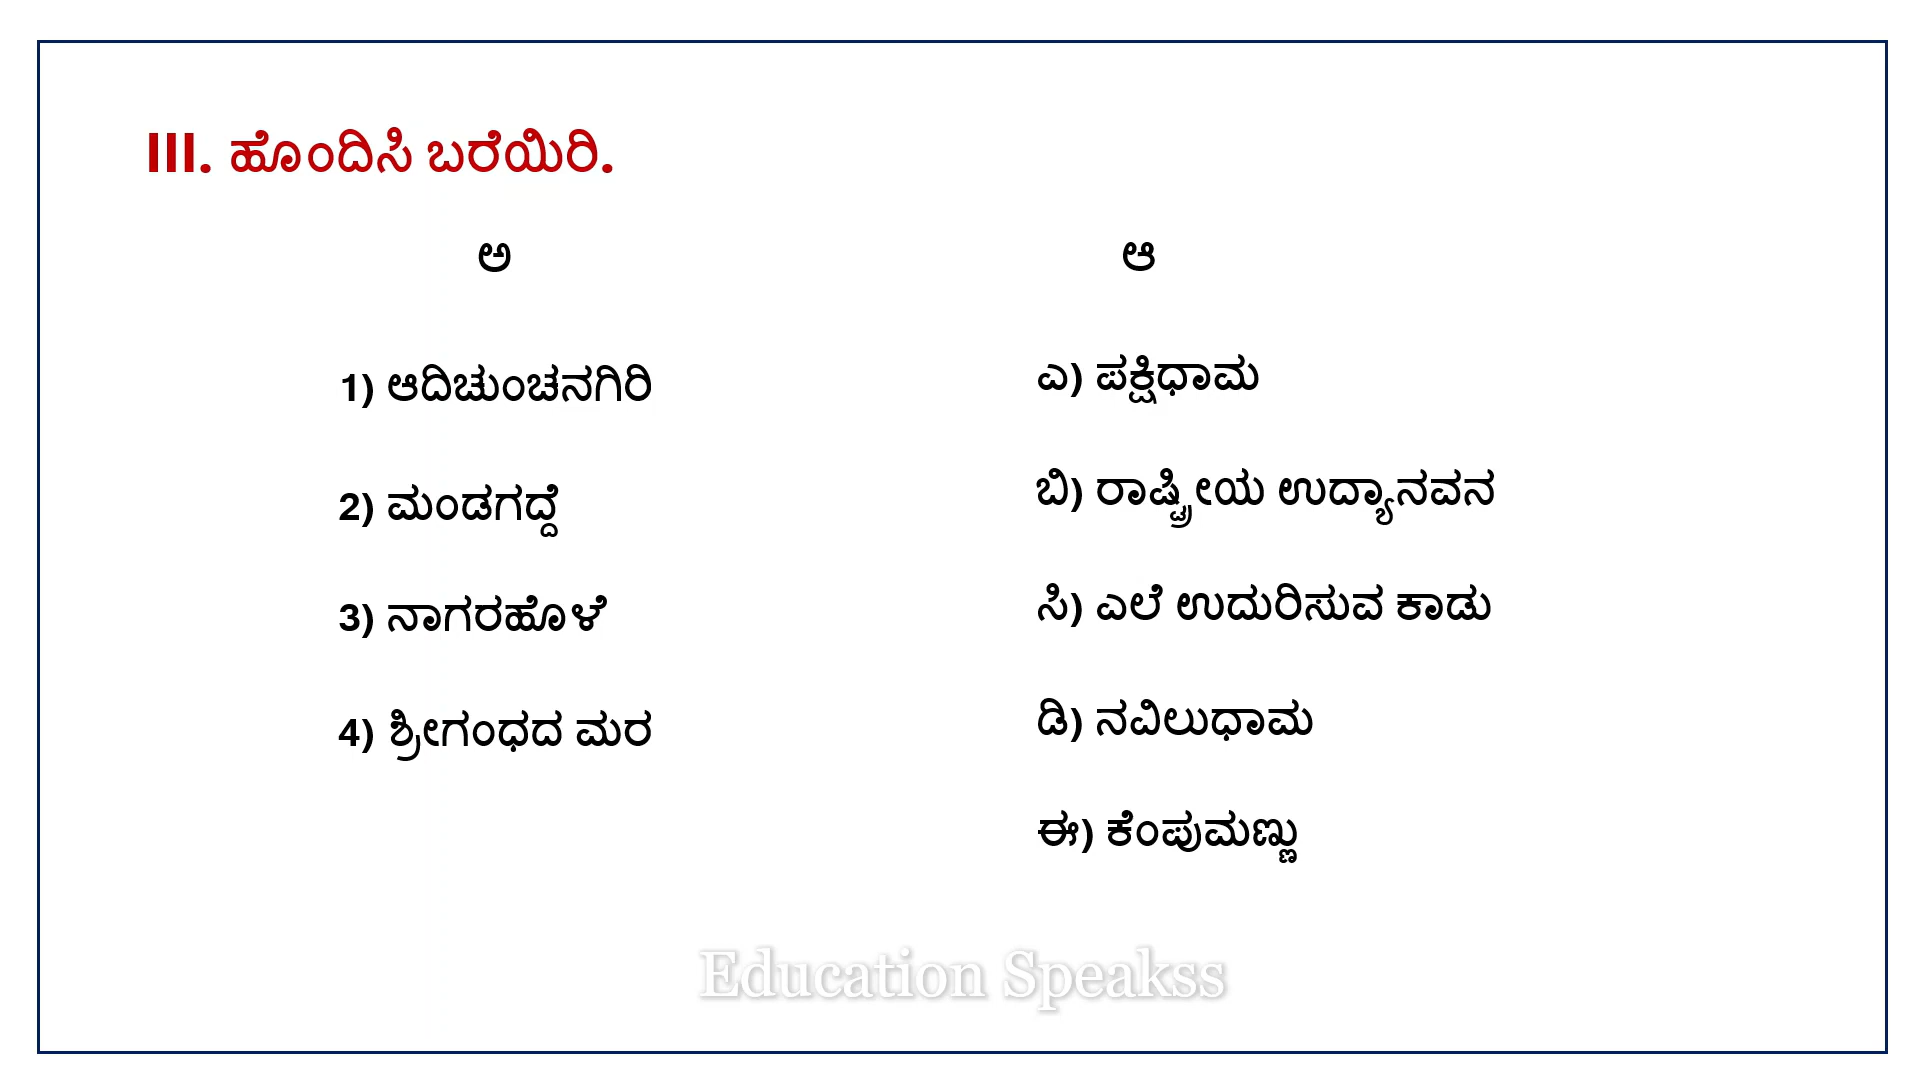 III. ಹೊಂದಿಸಿ ಬರೆಯಿರಿ.
ಅ ಆ
1) ಆದಿಚುಂಚನಗಿರಿ ಎ) ಪಕ್ಷಿಧಾಮ
2) ಮಂಡಗದ್ದೆ ಬಿ) ರಾಷ್ಟ್ರೀಯ ಉದ್ಯಾನವನ
3) ನಾಗರಹೊಳೆ ಸಿ) ಎಲೆ ಉದುರಿಸುವ ಕಾಡು
4) ಶ್ರೀಗಂಧದ ಮರ ಡಿ) ನವಿಲುಧಾಮ
ಈ) ಕೆಂಪುಮಣ್ಣು
Education Speakss